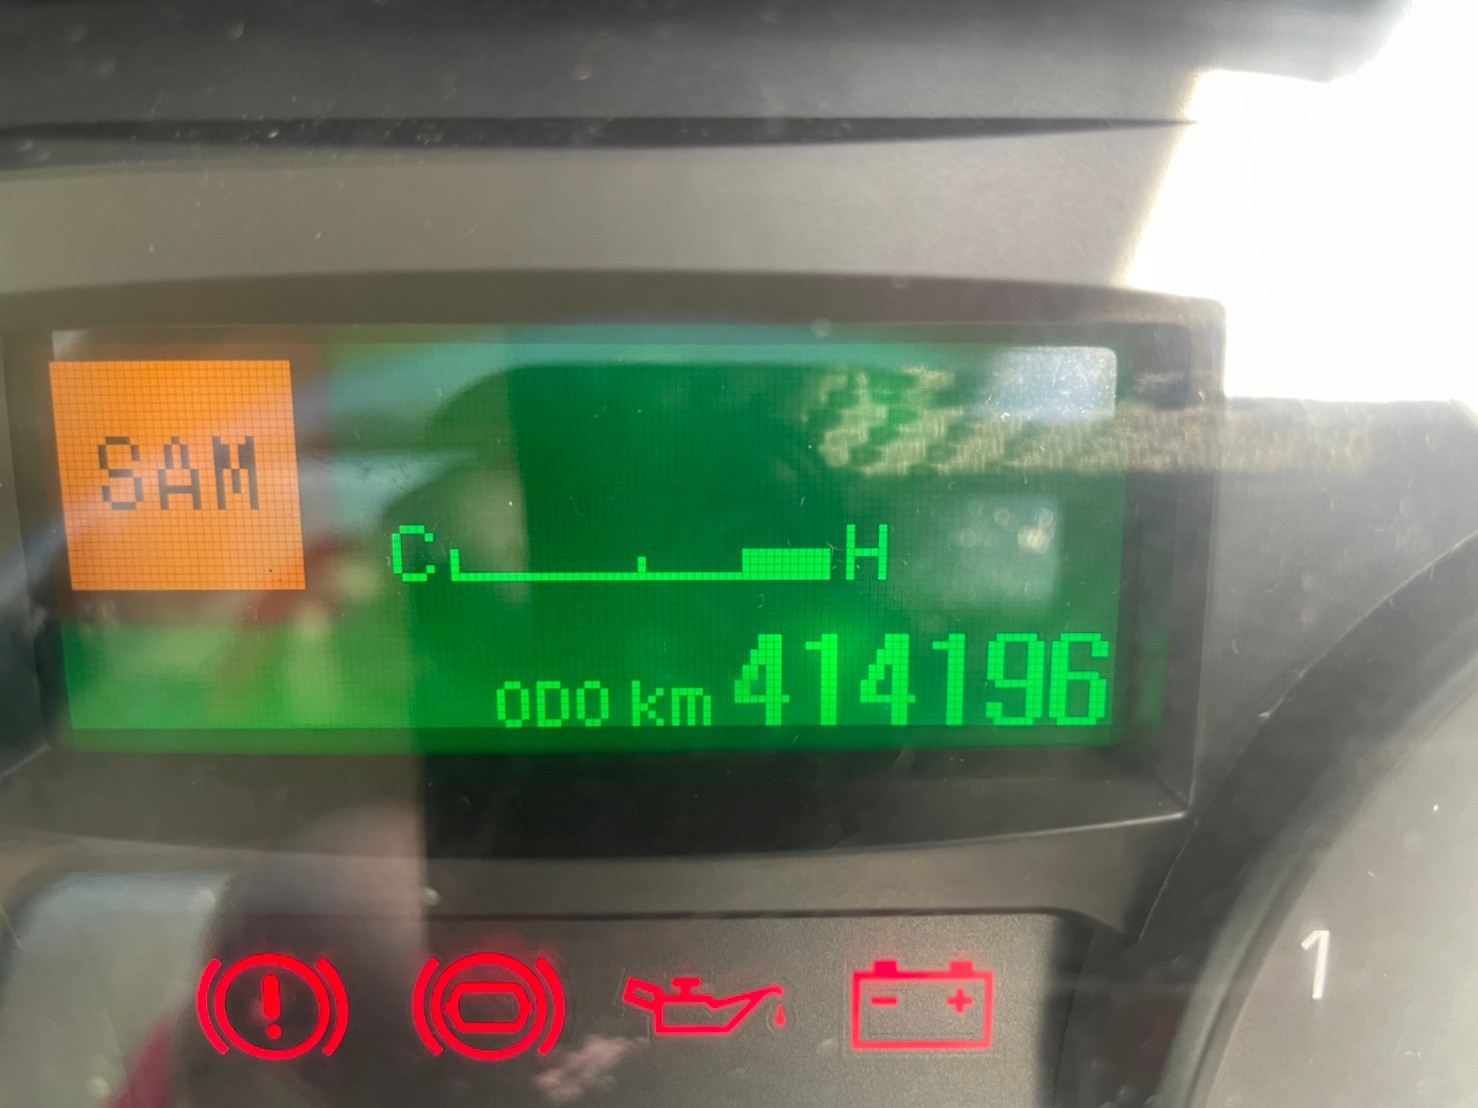 SAM
C H
ODO km 414196
! - +
1